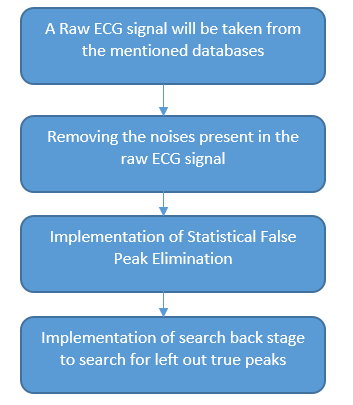 A Raw ECG signal will be taken from
the mentioned databases
Removing the noises present in the
raw ECG signal
Implementation of Statistical False
Peak Elimination
Implementation of search back stage
to search for left out true peaks